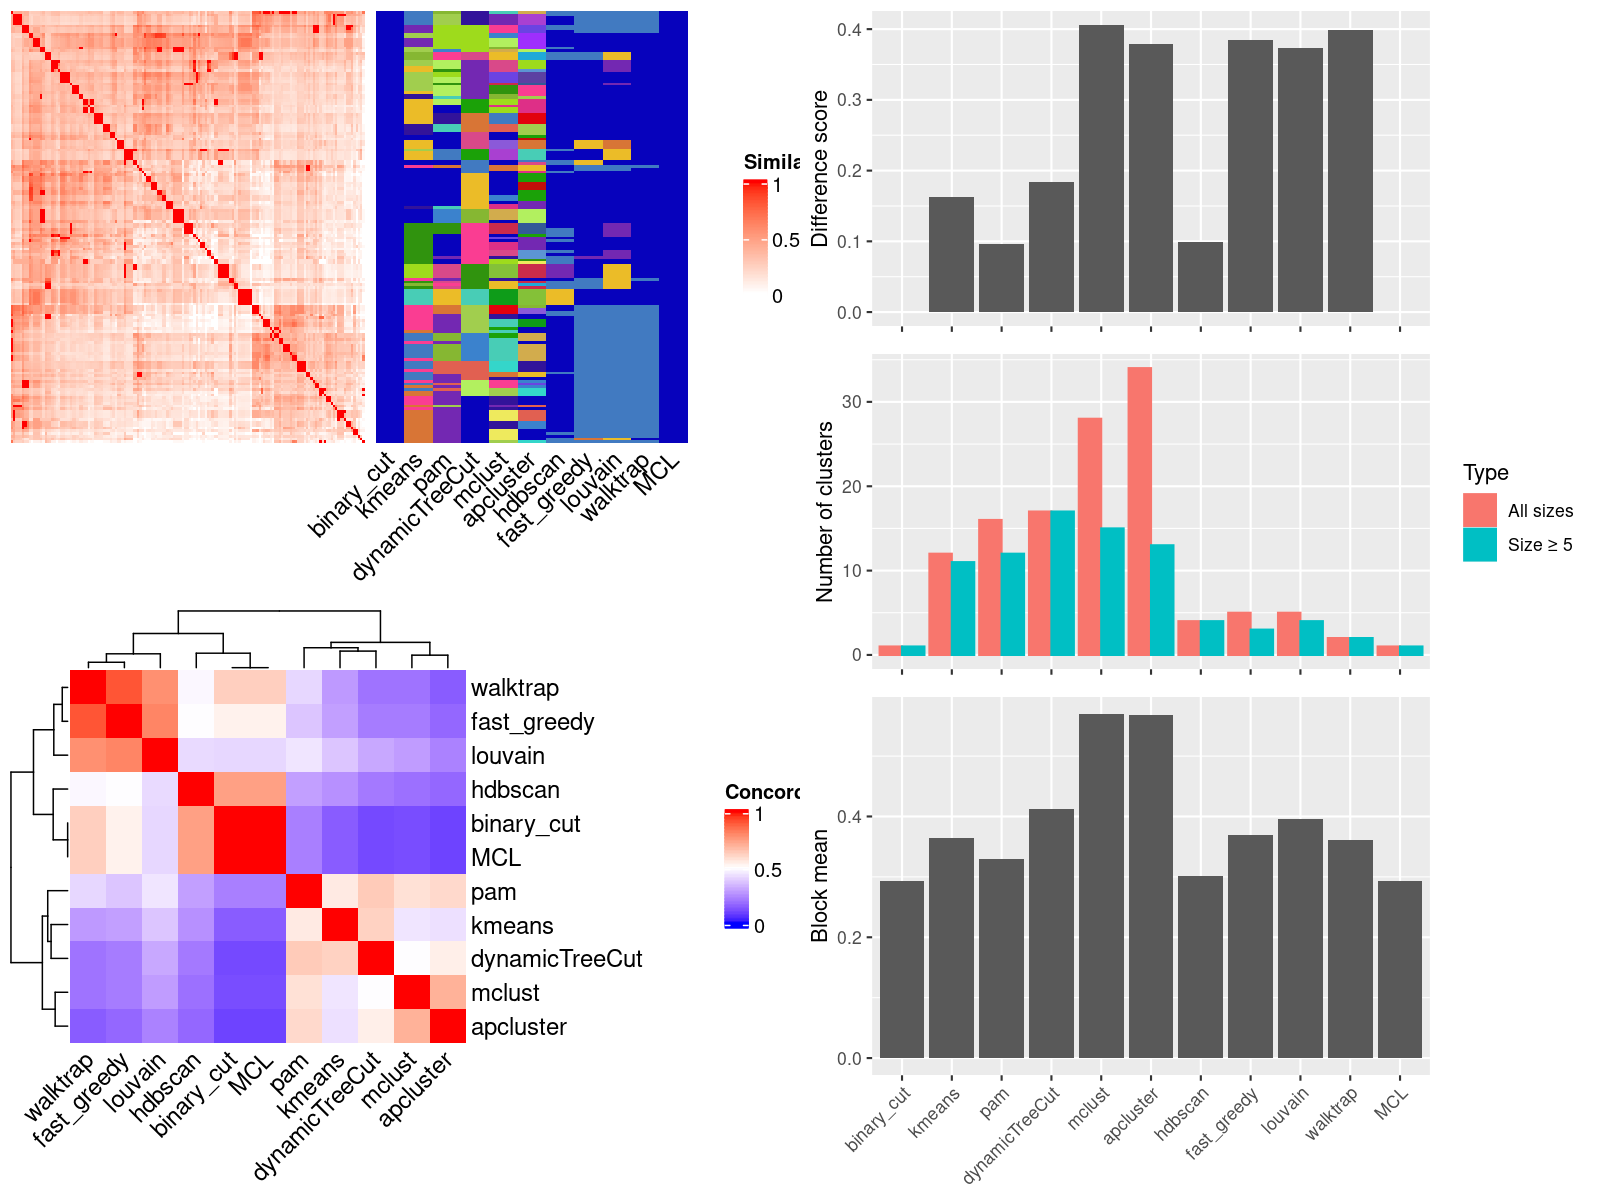 Simila
1
0.5
0
binary_cut
kmeans
pam
dynamicTreeCut
mclust
apcluster
hdbscan
fast_greedy
louvain
walktrap
MCL
walktrap
fast_greedy
louvain
hdbscan
binary_cut
MCL
pam
kmeans
dynamicTreeCut
mclust
apcluster
walktrap
fast_greedy
louvain
hdbscan
binary_cut
MCL
pam
kmeans
dynamicTreeCut
mclust
apcluster
Concord
1
0.5
0
Difference score
0.4
0.3
0.2
0.1
0.0
Number of clusters
30
20
10
0
Type
All sizes
Size ≥ 5
Block mean
0.4
0.2
0.0
binary_cut
kmeans
pam
dynamicTreeCut
mclust
apcluster
hdbscan
fast_greedy
louvain
walktrap
MCL